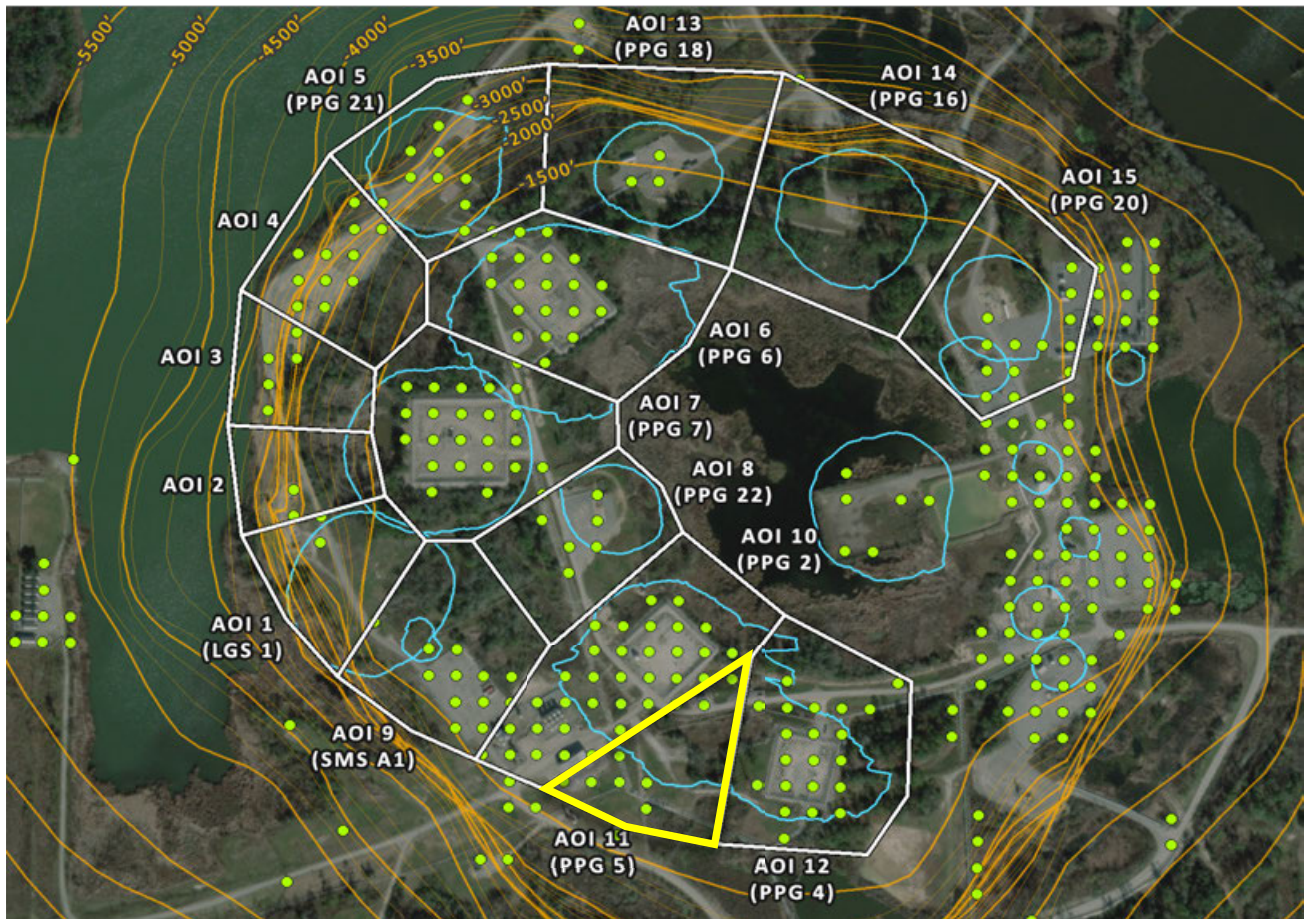 -5500'
-5000'
-4500'
-4000'
-3500'
-3000'
-2500'
-2000'
-1500'
AOI 13
(PPG 18)
AOI 14
(PPG 16)
AOI 5
(PPG 21)
AOI 15
(PPG 20)
AOI 4
AOI 3
AOI 6
(PPG 6)
AOI 7
(PPG 7)
AOI 2
AOI 8
(PPG 22)
AOI 10
(PPG 2)
AOI 1
(LGS 1)
AOI 9
(SMS A1)
AOI 11
(PPG 5)
AOI 12
(PPG 4)